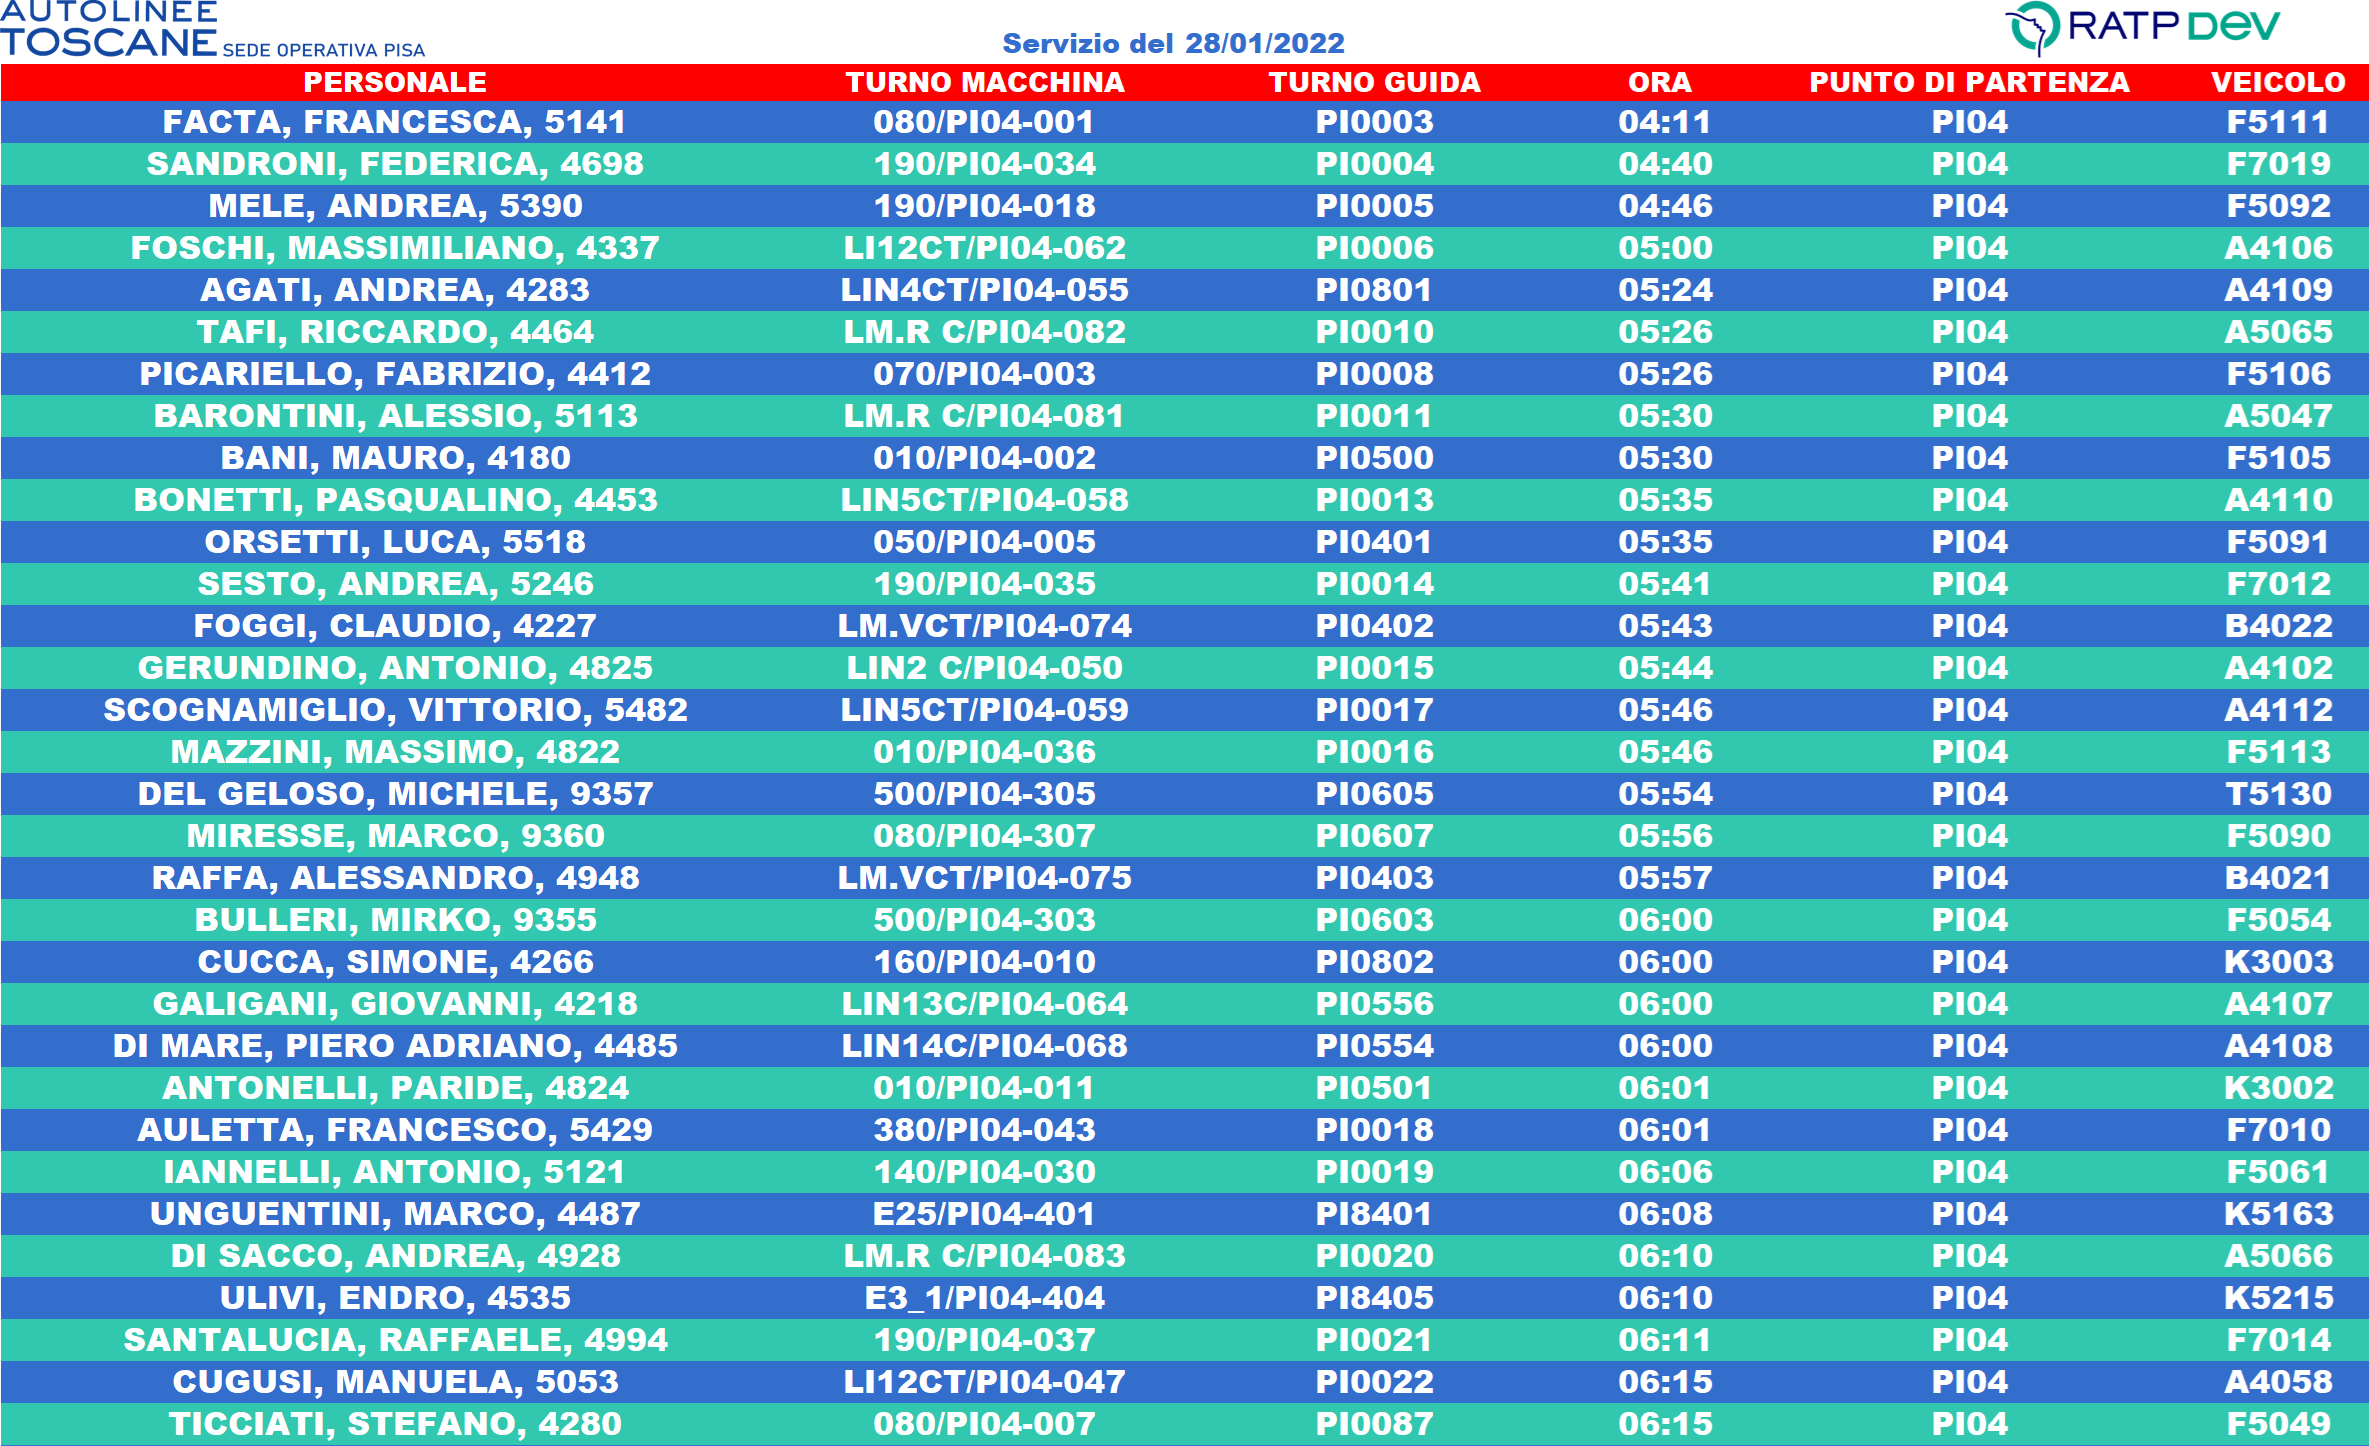 AUTOLINEE
TOSCANE SEDE OPERATIVA PISA
Servizio del 28/01/2022
RATP DEV
PERSONALE TURNO MACCHINA TURNO GUIDA ORA PUNTO DI PARTENZA VEICOLO
FACTA, FRANCESCA, 5141 080/PI04-001 PI0003 04:11 PI04 F5111
SANDRONI, FEDERICA, 4698 190/PI04-034 PI0004 04:40 PI04 F7019
MELE, ANDREA, 5390 190/PI04-018 PI0005 04:46 PI04 F5092
FOSCHI, MASSIMILIANO, 4337 LI12CT/PI04-062 PI0006 05:00 PI04 A4106
AGATI, ANDREA, 4283 LIN4CT/PI04-055 PI0801 05:24 PI04 A4109
TAFI, RICCARDO, 4464 LM.R C/PI04-082 PI0010 05:26 PI04 A5065
PICARIELLO, FABRIZIO, 4412 070/PI04-003 PI0008 05:26 PI04 F5106
BARONTINI, ALESSIO, 5113 LM.R C/PI04-081 PI0011 05:30 PI04 A5047
BANI, MAURO, 4180 010/PI04-002 PI0500 05:30 PI04 F5105
BONETTI, PASQUALINO, 4453 LIN5CT/PI04-058 PI0013 05:35 PI04 A4110
ORSETTI, LUCA, 5518 050/PI04-005 PI0401 05:35 PI04 F5091
SESTO, ANDREA, 5246 190/PI04-035 PI0014 05:41 PI04 F7012
FOGGI, CLAUDIO, 4227 LM.VCT/PI04-074 PI0402 05:43 PI04 B4022
GERUNDINO, ANTONIO, 4825 LIN2 C/PI04-050 PI0015 05:44 PI04 A4102
SCOGNAMIGLIO, VITTORIO, 5482 LIN5CT/PI04-059 PI0017 05:46 PI04 A4112
MAZZINI, MASSIMO, 4822 010/PI04-036 PI0016 05:46 PI04 F5113
DEL GELOSO, MICHELE, 9357 500/PI04-305 PI0605 05:54 PI04 T5130
MIRESSE, MARCO, 9360 080/PI04-307 PI0607 05:56 PI04 F5090
RAFFA, ALESSANDRO, 4948 LM.VCT/PI04-075 PI0403 05:57 PI04 B4021
BULLERI, MIRKO, 9355 500/PI04-303 PI0603 06:00 PI04 F5054
CUCCA, SIMONE, 4266 160/PI04-010 PI0802 06:00 PI04 K3003
GALIGANI, GIOVANNI, 4218 LIN13C/PI04-064 PI0556 06:00 PI04 A4107
DI MARE, PIERO ADRIANO, 4485 LIN14C/PI04-068 PI0554 06:00 PI04 A4108
ANTONELLI, PARIDE, 4824 010/PI04-011 PI0501 06:01 PI04 K3002
AULETTA, FRANCESCO, 5429 380/PI04-043 PI0018 06:01 PI04 F7010
IANNELLI, ANTONIO, 5121 140/PI04-030 PI0019 06:06 PI04 F5061
UNGUENTINI, MARCO, 4487 E25/PI04-401 PI8401 06:08 PI04 K5163
DI SACCO, ANDREA, 4928 LM.R C/PI04-083 PI0020 06:10 PI04 A5066
ULIVI, ENDRO, 4535 E3_1/PI04-404 PI8405 06:10 PI04 K5215
SANTALUCIA, RAFFAELE, 4994 190/PI04-037 PI0021 06:11 PI04 F7014
CUGUSI, MANUELA, 5053 LI12CT/PI04-047 PI0022 06:15 PI04 A4058
TICCIATI, STEFANO, 4280 080/PI04-007 PI0087 06:15 PI04 F5049